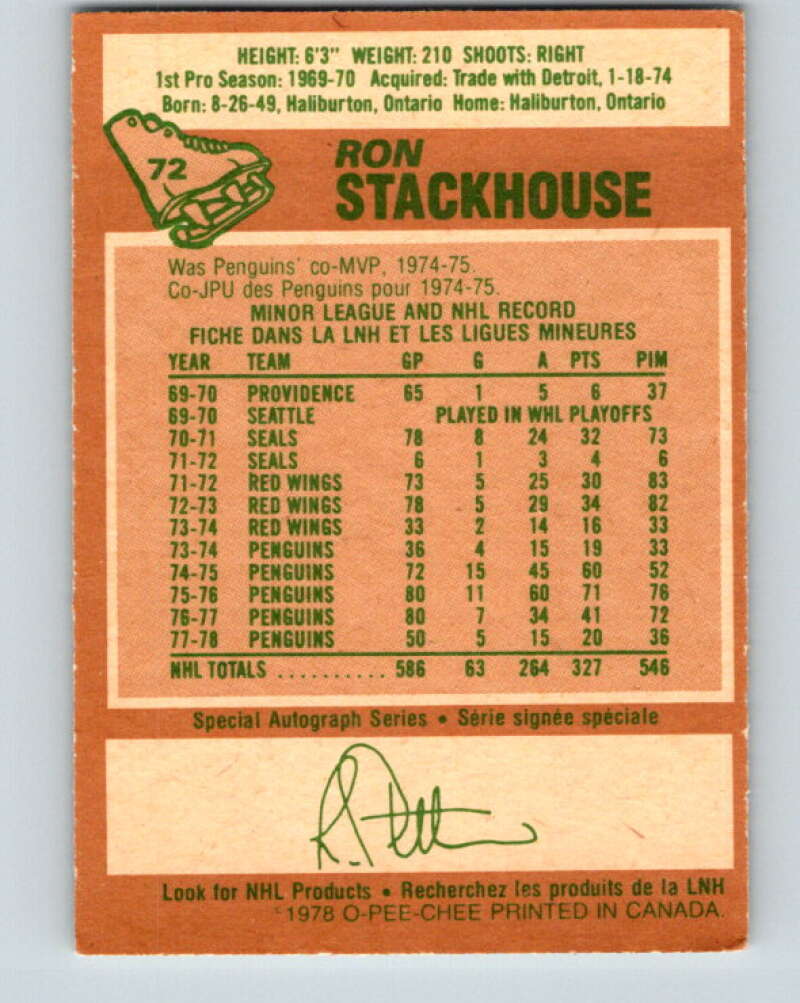 HEIGHT: 6'3" WEIGHT: 210 SHOOTS: RIGHT
1st Pro Season: 1969-70 Acquired: Trade with Detroit, 1-18-74
Born: 8-26-49, Haliburton, Ontario Home: Haliburton, Ontario
72
RON
STACKHOUSE
Was Penguins' co-MVP, 1974-75.
Co-JPU des Penguins pour 1974-75.
MINOR LEAGUE AND NHL RECORD
FICHE DANS LA LNH ET LES LIGUES MINEURES
YEAR TEAM GP G A PTS PIM
69-70 PROVIDENCE 65 1 5 6 37
69-70 SEATTLE PLAYED IN WHL PLAYOFFS
70-71 SEALS 78 8 24 32 73
71-72 SEALS 6 1 3 4 6
71-72 RED WINGS 73 5 25 30 83
72-73 RED WINGS 78 5 29 34 82
73-74 RED WINGS 33 2 14 16 33
73-74 PENGUINS 36 4 15 19 33
74-75 PENGUINS 72 15 45 60 52
75-76 PENGUINS 80 11 60 71 76
76-77 PENGUINS 80 7 34 41 72
77-78 PENGUINS 50 5 15 20 36
NHL TOTALS .......... 586 63 264 327 546
Special Autograph Series • Série signée spéciale
Look for NHL Products • Recherchez les produits de la LNH
1978 O-PEE-CHEE PRINTED IN CANADA.